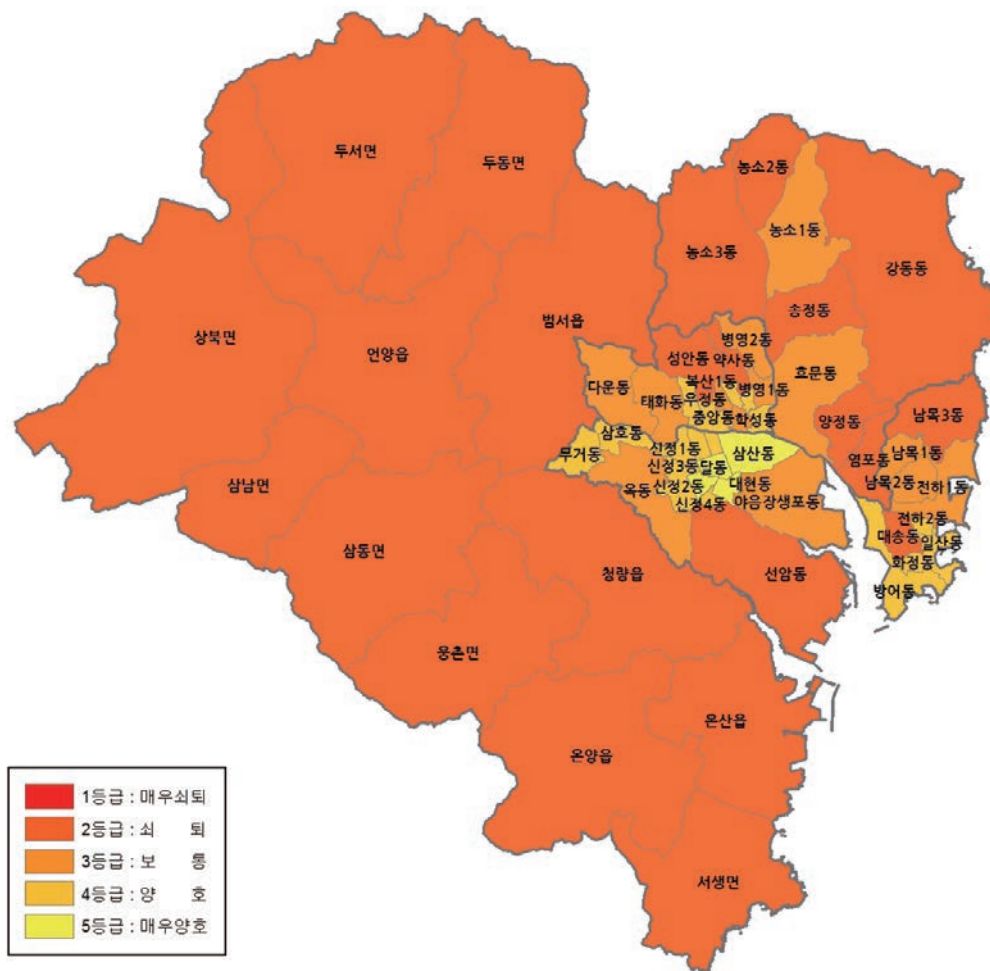 두서면
두동면
농소2동
농소1동
농소3동
강동동
송정동
상북면
언양읍
범서읍
병영2동
성안동
약사동
효문동
다운동
복산1동
태화동
우정동
병영1동
중앙동
학성동
양정동
남목3동
삼호동
무거동
신정1동
삼산동
염포동
남목1동
신정3동
달동
남목2동
전하1동
옥동
신정2동
대현동
삼남면
신정4동
야음장생포동
전하2동
대송동
일산동
삼동면
청량읍
선암동
화정동
방어동
웅촌면
온산읍
온양읍
서생면
1등급 : 매우쇠퇴
2등급 : 쇠 퇴
3등급 : 보 통
4등급 : 양 호
5등급 : 매우양호